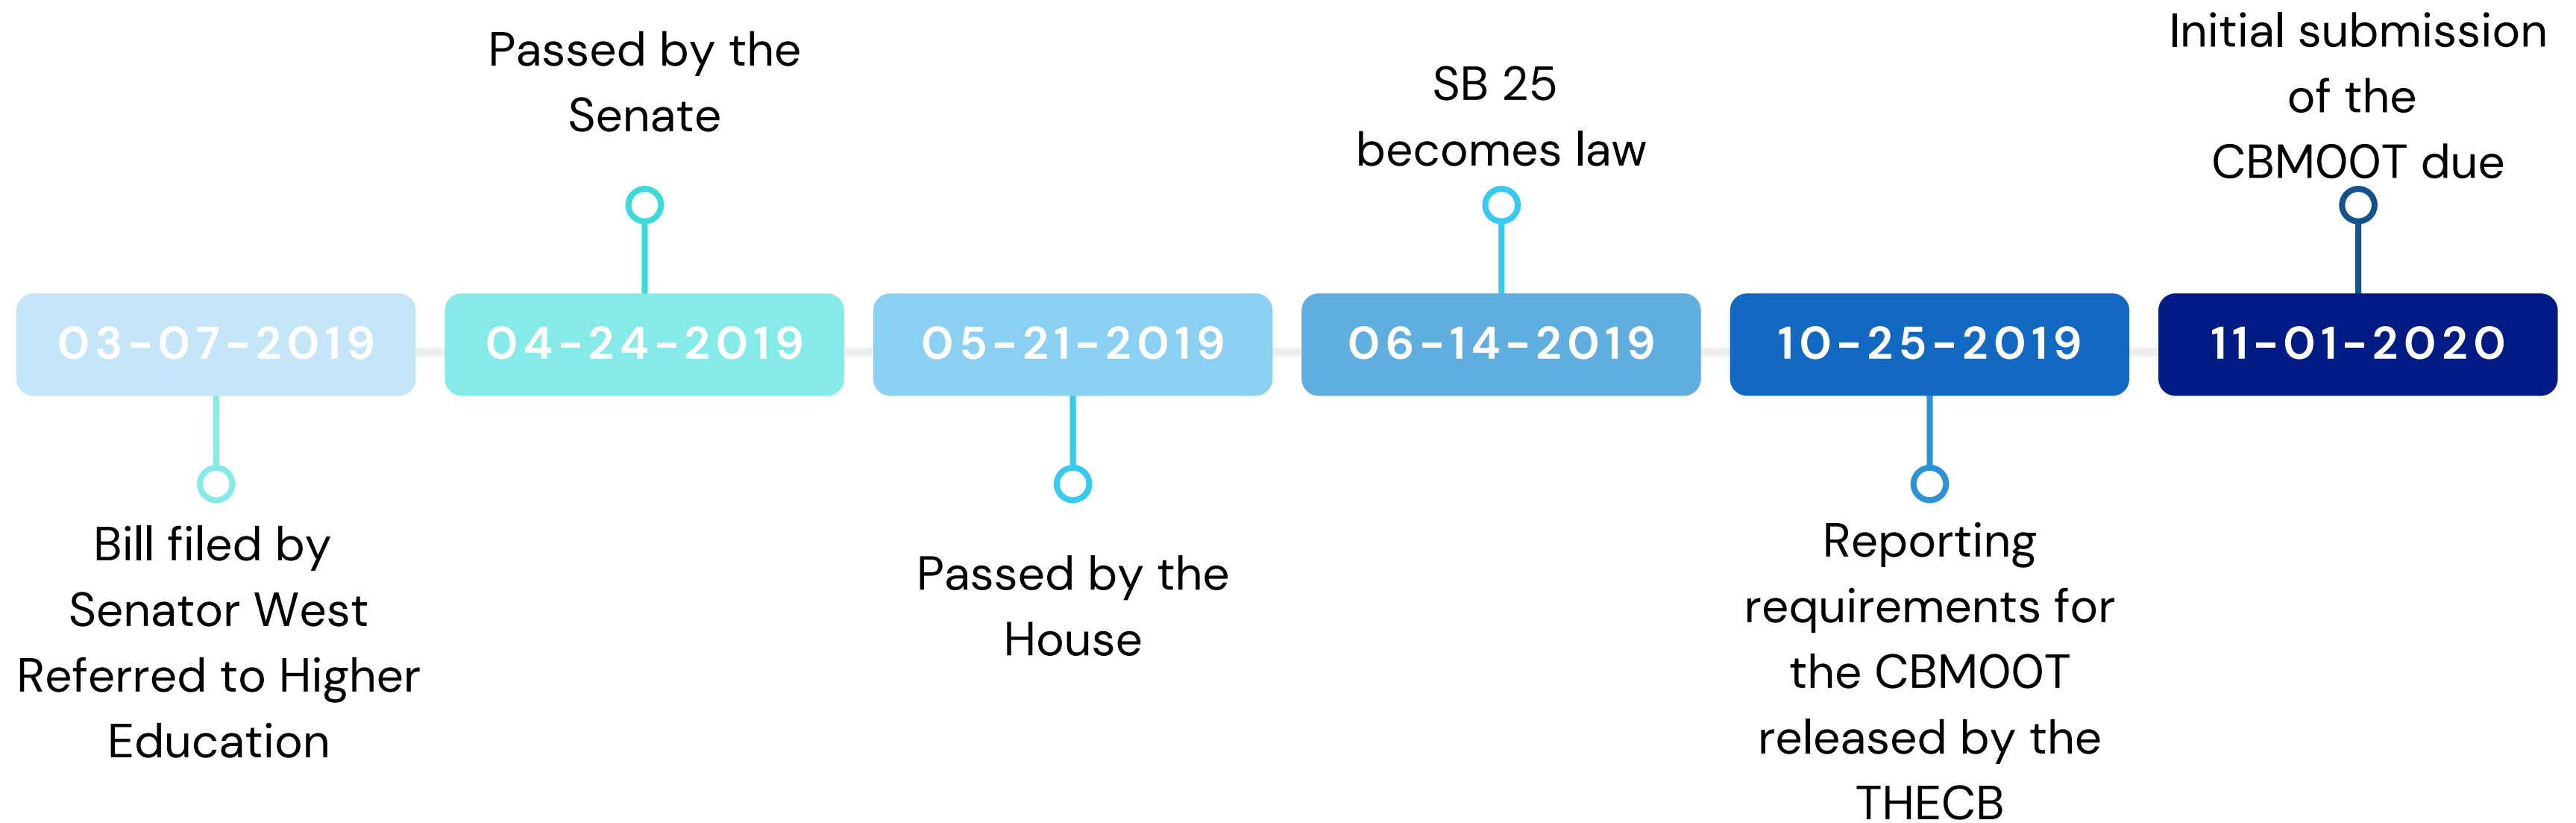 03-07-2019
Bill filed by
Senator West
Referred to Higher
Education
04-24-2019
Passed by the
Senate
05-21-2019
Passed by the
House
06-14-2019
SB 25
becomes law
10-25-2019
Reporting
requirements for
the CBM00T
released by the
THECB
11-01-2020
Initial submission
of the
CBM00T due